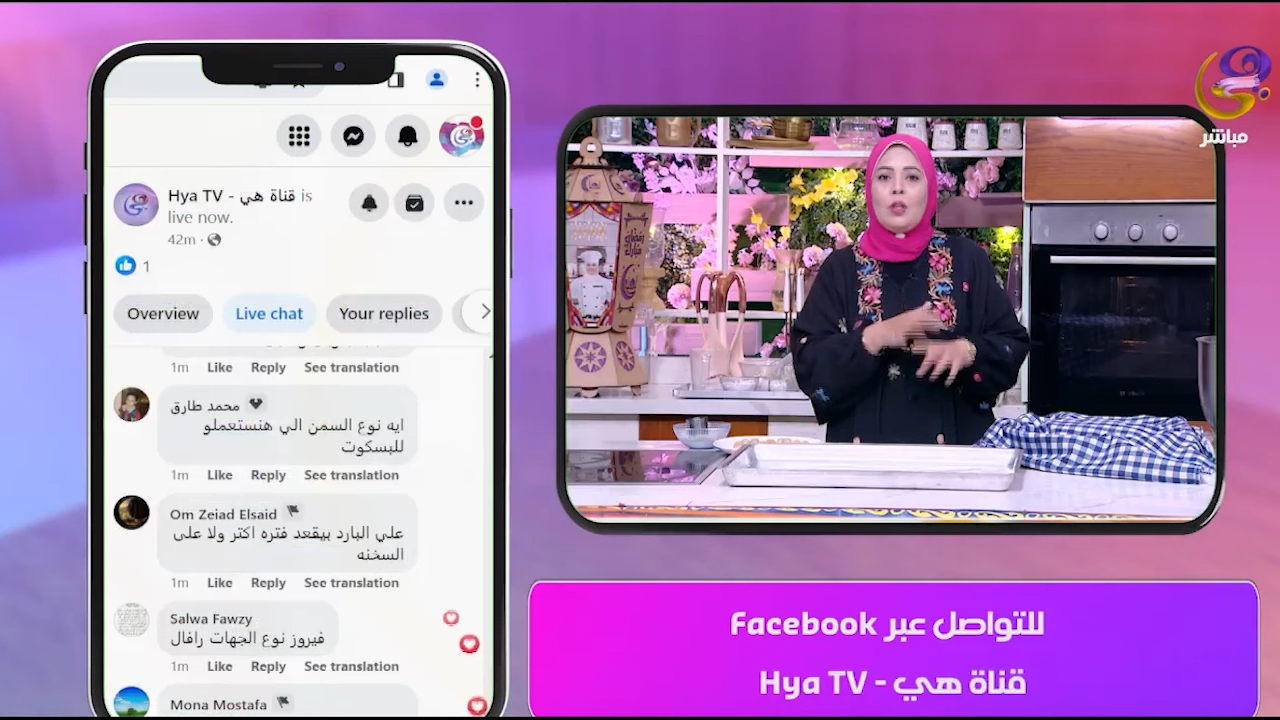 Hya TV - قناة هي is
live now.
42m
1
Overview
Live chat
Your replies
1m Like Reply See translation
محمد طارق
ايه نوع السمن الي هنستعملو
للبسكوت
1m Like Reply See translation
Om Zeiad Elsaid
علي البارد بيقعد فتره اكتر ولا على
السخنه
1m Like Reply See translation
Salwa Fawzy
فيروز نوع الجهات رافال
1m Like Reply See translation
Mona Mostafa
هي
مباشر
للتواصل عبر Facebook
قناة هي - Hya TV